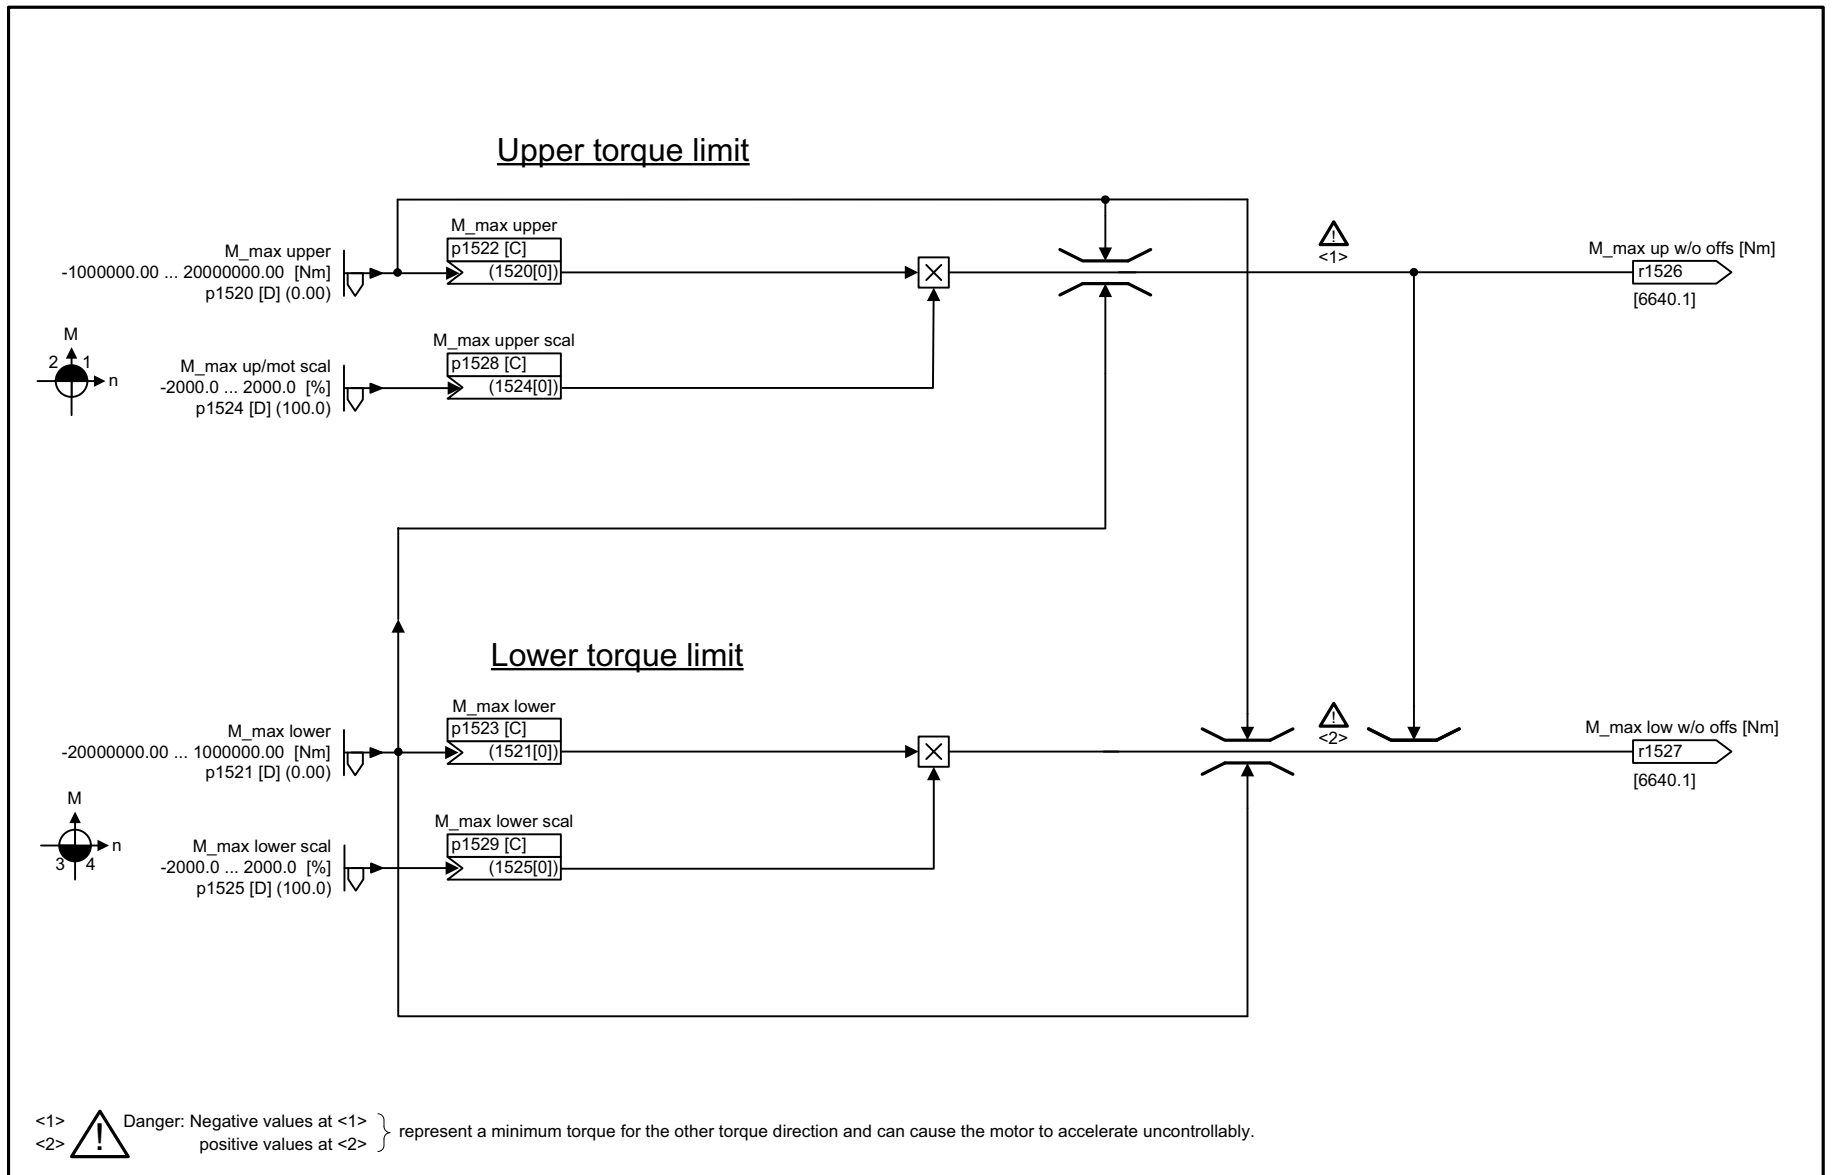 Upper torque limit
M_max upper
-1000000.00 ... 20000000.00 [Nm]
p1520 [D] (0.00)
M_max upper
p1522 [C]
(1520[0])
<1>
M_max up w/o offs [Nm]
r1526
[6640.1]
M
2 1
n
M_max up/mot scal
-2000.0 ... 2000.0 [%]
p1524 [D] (100.0)
M_max upper scal
p1528 [C]
(1524[0])
Lower torque limit
M_max lower
-20000000.00 ... 1000000.00 [Nm]
p1521 [D] (0.00)
M_max lower
p1523 [C]
(1521[0])
<2>
M_max low w/o offs [Nm]
r1527
[6640.1]
M
n
3 4
M_max lower scal
-2000.0 ... 2000.0 [%]
p1525 [D] (100.0)
M_max lower scal
p1529 [C]
(1525[0])
<1> Danger: Negative values at <1>
<2> positive values at <2>
represent a minimum torque for the other torque direction and can cause the motor to accelerate uncontrollably.